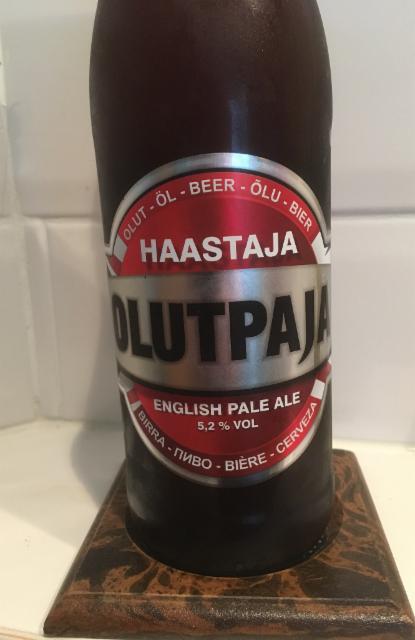 OLUT - ÖL - BEER - ÕLU - BIER
HAASTAJA
OLUTPAJA
ENGLISH PALE ALE
5,2 % VOL
BIRRA - ПИВО - BIÈRE - CERVEZA